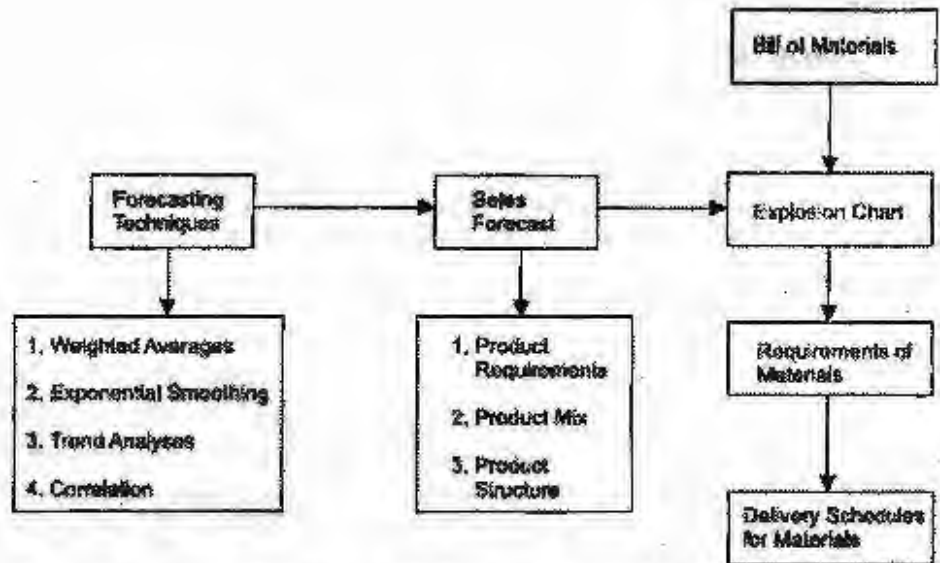 Bill of Materials
Forecasting
Techniques
Sales
Forecast
Explosion Chart
1. Weighted Averages
2. Exponential Smoothing
3. Trend Analyses
4. Correlation
1. Product
Requirements
2. Product Mix
3. Product
Structure
Requirements of
Materials
Delivery Schedules
for Materials